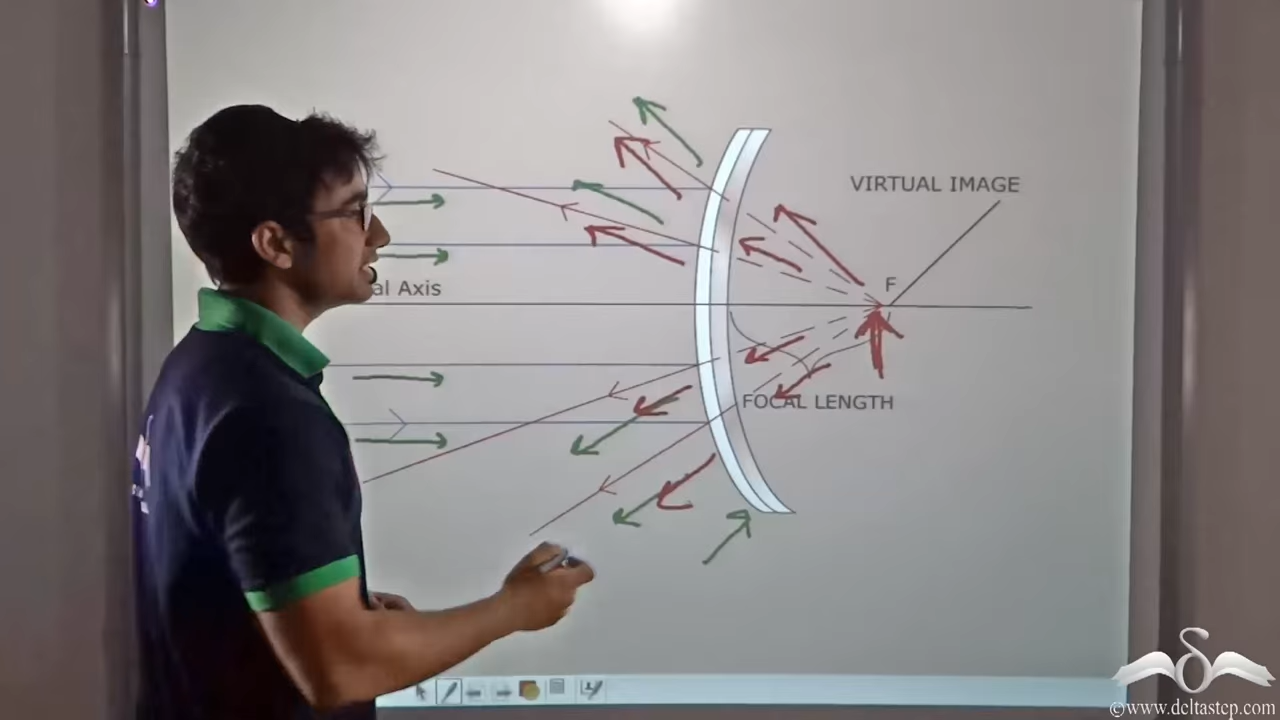 VIRTUAL IMAGE
F
al Axis
FOCAL LENGTH
©www.deltastep.com